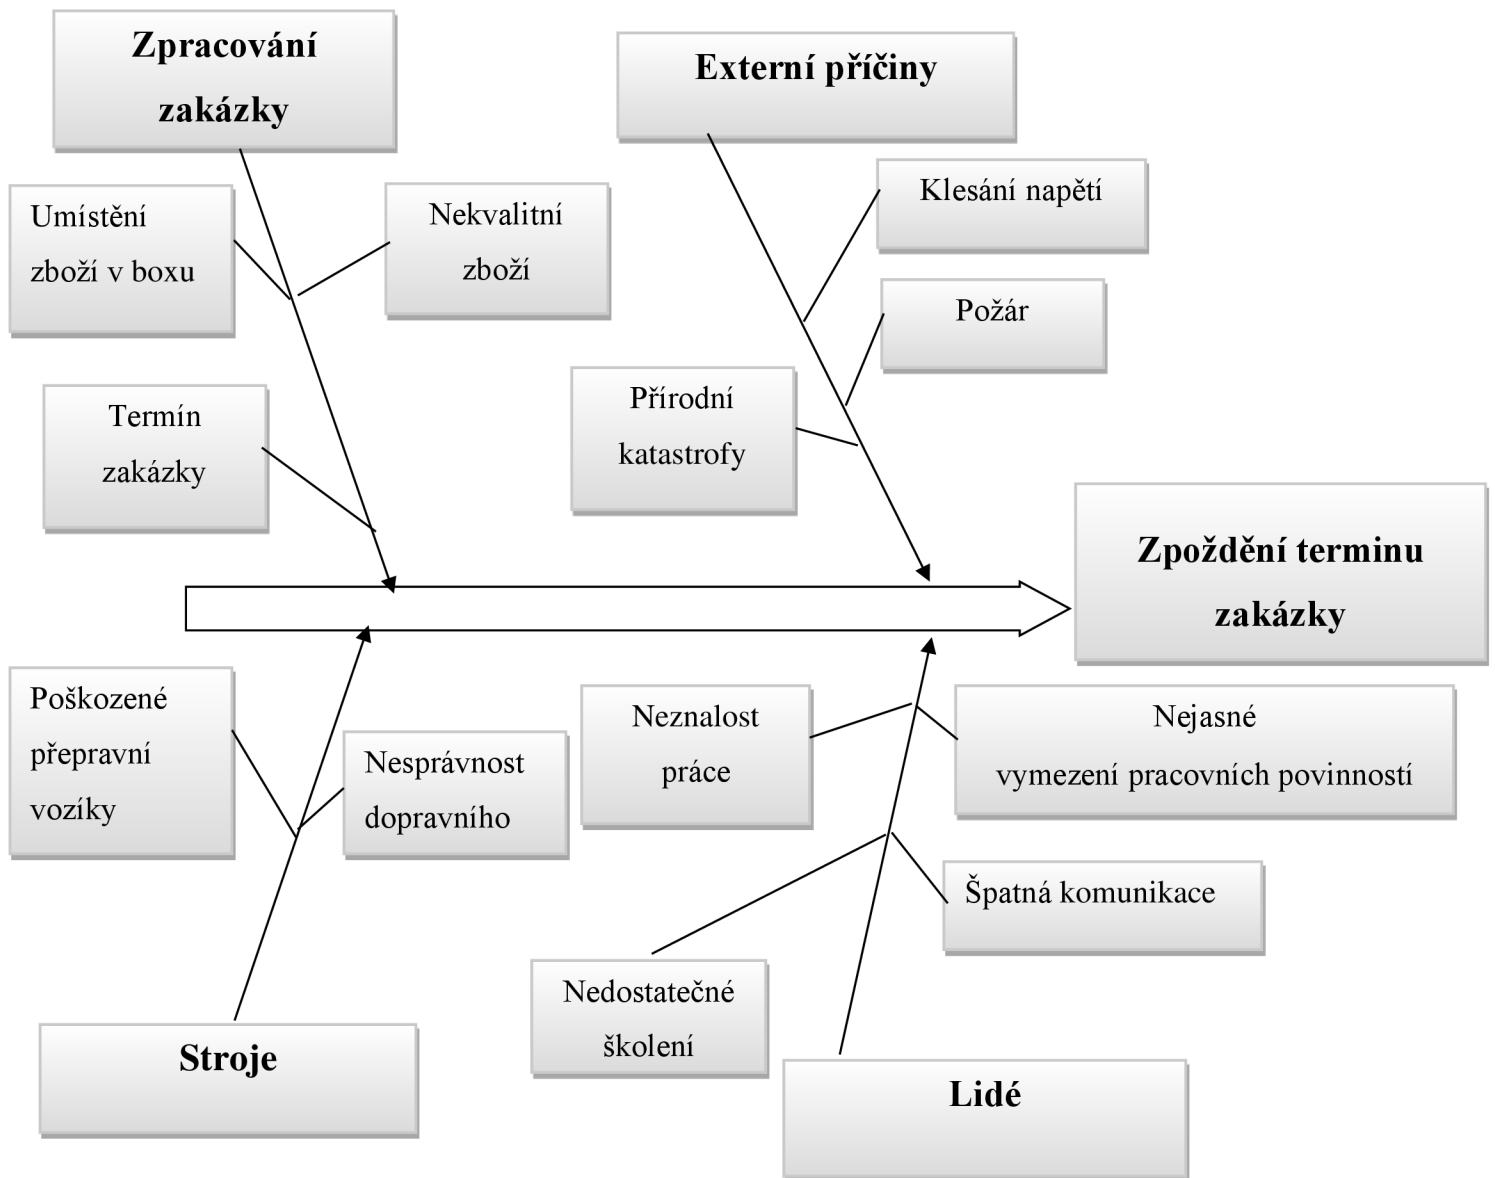 Zpracování
zakázky
Externí příčiny
Umístění
zboží v boxu
Nekvalitní
zboží
Klesání napětí
Požár
Termín
zakázky
Přírodní
katastrofy
Zpoždění terminu
zakázky
Poškozené
přepravní
vozíky
Nesprávnost
dopravního
Neznalost
práce
Nejasné
vymezení pracovních povinností
Špatná komunikace
Nedostatečné
školení
Stroje
Lidé